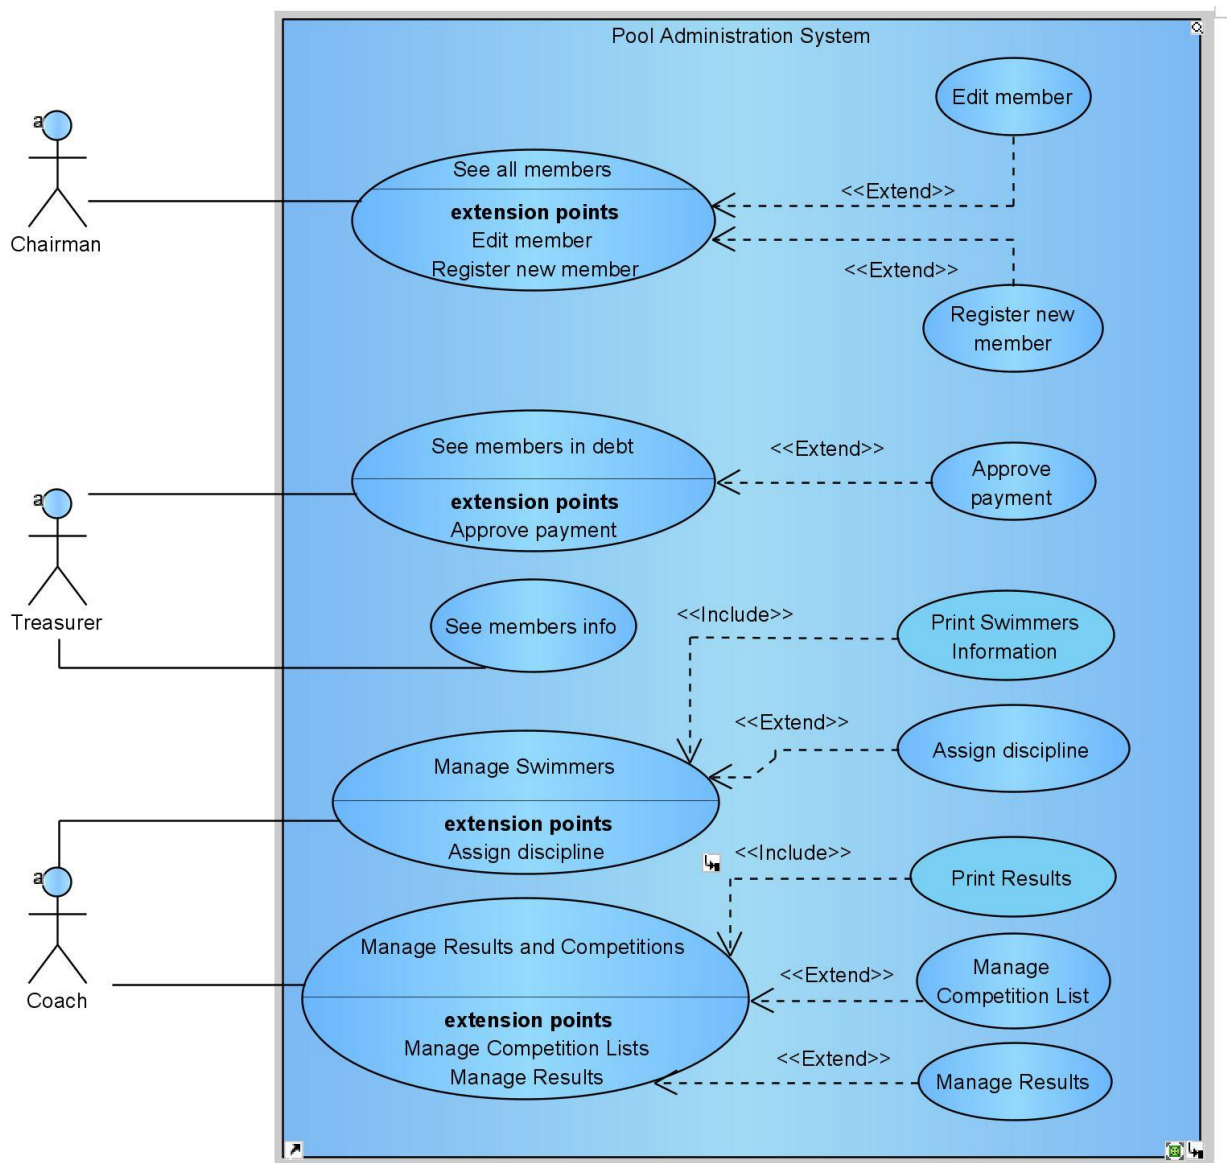 Pool Administration System
Edit member
a
Chairman
See all members
extension points
Edit member
Register new member
<<Extend>>
<<Extend>>
Register new
member
a
Treasurer
See members in debt
extension points
Approve payment
<<Extend>>
Approve
payment
See members info
<<Include>>
Print Swimmers
Information
<<Extend>>
Assign discipline
Manage Swimmers
extension points
Assign discipline
a
Coach
<<Include>>
Print Results
Manage Results and Competitions
extension points
Manage Competition Lists
Manage Results
<<Extend>>
Manage
Competition List
<<Extend>>
Manage Results